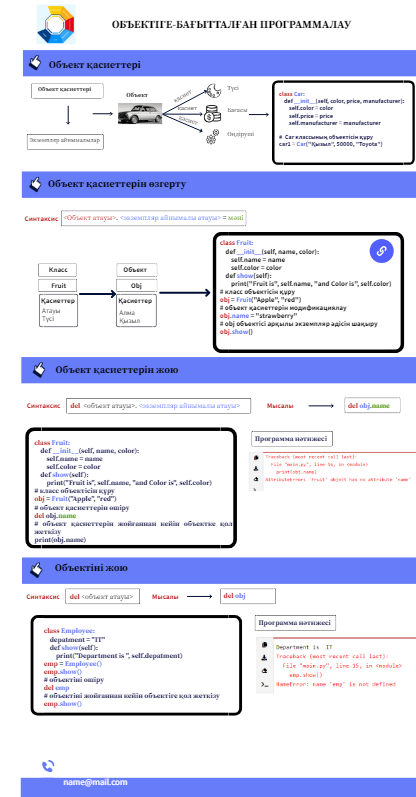 ОБЪЕКТІГЕ-БАҒЫТТАЛҒАН ПРОГРАММАЛАУ
Объект қасиеттері
Объект қасиеттері
Экземпляр айнымалылар
Объект
қасиет
қасиет
қасиет
Түсі
Бағасы
Өндіруші
class Car:
def __init__(self, color, price, manufacturer):
self.color = color
self.price = price
self.manufacturer = manufacturer
# Car классының объектісін құру
car1 = Car("Қызыл", 50000, "Toyota")
Объект қасиеттерін өзгерту
Синтаксис
<Объект атауы>. <экземпляр айнымалы атауы> = мәні
Класс
Fruit
Қасиеттер
Атауы
Түсі
Объект
Obj
Қасиеттер
Алма
Қызыл
class Fruit:
def __init__(self, name, color):
self.name = name
self.color = color
def show(self):
print("Fruit is", self.name, "and Color is", self.color)
# класс объектісін құру
obj = Fruit("Apple", "red")
# объект қасиеттерін модификациялау
obj.name = "strawberry"
# obj объектісі арқылы экземпляр әдісін шақыру
obj.show()
Объект қасиеттерін жою
Синтаксис
del <объект атауы>. <экземпляр айнымалы атауы>
Мысалы
del obj.name
class Fruit:
def __init__(self, name, color):
self.name = name
self.color = color
def show(self):
print("Fruit is", self.name, "and Color is", self.color)
# класс объектісін құру
obj = Fruit("Apple", "red")
# объект қасиетін өшіру
del obj.name
# объект қасиеттерін жойғаннан кейін объектке қол
жеткізу
print(obj.name)
Программа нәтижесі
Traceback (most recent call last):
File "main.py", line 15, in <module>
print(obj.name)
AttributeError: 'Fruit' object has no attribute 'name'
Объектіні жою
Синтаксис
del <объект атауы>
Мысалы
del obj
class Employee:
depatment = "IT"
def show(self):
print("Department is ", self.depatment)
emp = Employee()
emp.show()
# объектіні өшіру
del emp
# объектіні жойғаннан кейін объектіге қол жеткізу
emp.show()
Программа нәтижесі
Department is IT
Traceback (most recent call last):
File "main.py", line 15, in <module>
emp.show()
NameError: name 'emp' is not defined
name@mail.com